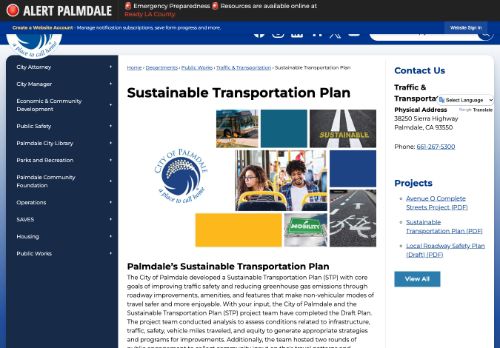 ALERT PALMDALE
🚨 Emergency Preparedness 🚨 Resources are available online at
Ready LA County.
Create a Website Account - Manage notification subscriptions, save form progress and more.
Website Sign In
a place to call home
City Attorney
City Manager
Economic & Community
Development
Public Safety
Palmdale City Library
Parks and Recreation
Palmdale Community
Foundation
Operations
SAVES
Housing
Public Works
Home › Departments › Public Works › Traffic & Transportation › Sustainable Transportation Plan
Sustainable Transportation Plan
CITY OF PALMDALE
a place to call home
SUSTAINABLE
MOBILITY
Palmdale's Sustainable Transportation Plan
The City of Palmdale developed a Sustainable Transportation Plan (STP) with core
goals of improving traffic safety and reducing greenhouse gas emissions through
roadway improvements, amenities, and features that make non-vehicle modes of
travel safer and more enjoyable. With your input, the City of Palmdale and the
Sustainable Transportation Plan (STP) project team have completed the Draft Plan.
The project team conducted analysis to assess conditions related to infrastructure,
traffic, safety, vehicle miles traveled, and equity to generate appropriate strategies
and programs for improvements. Additionally, the team hosted two rounds of
Contact Us
Traffic &
Transporta
Select Language
Translate
Physical Address
38250 Sierra Highway
Palmdale, CA 93550
Phone: 661-267-5300
Projects
Avenue Q Complete
Streets Project (PDF)
Sustainable
Transportation Plan (PDF)
Local Roadway Safety Plan
(Draft) (PDF)
View All